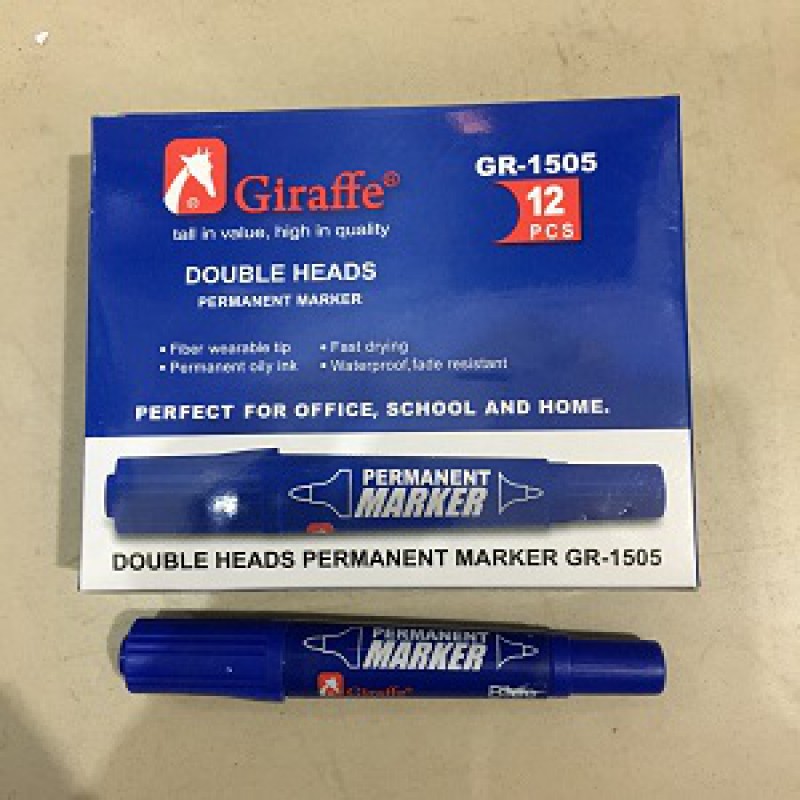 Giraffe®
tall in value, high in quality
GR-1505
12
PCS
DOUBLE HEADS
PERMANENT MARKER
• Fiber wearable tip • Fast drying
• Permanent oily ink • Waterproof,fade resistant
PERFECT FOR OFFICE, SCHOOL AND HOME.
PERMANENT
MARKER
DOUBLE HEADS PERMANENT MARKER GR-1505
PERMANENT
MARKER
Giraffe®